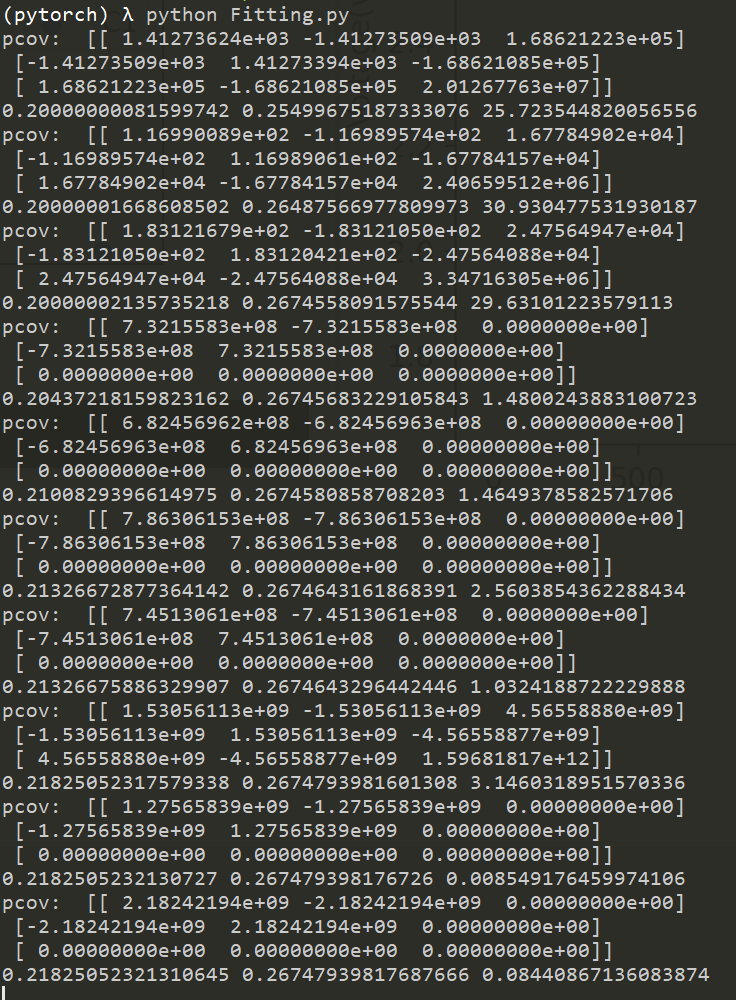 (pytorch) λ python Fitting.py
pcov:  [[ 1.41273624e+03 -1.41273509e+03  1.68621223e+05]
 [-1.41273509e+03  1.41273394e+03 -1.68621085e+05]
 [ 1.68621223e+05 -1.68621085e+05  2.01267763e+07]]
0.20000000081599742 0.25499675187333076 25.723544820056556
pcov:  [[ 1.16990089e+02 -1.16989574e+02  1.67784902e+04]
 [-1.16989574e+02  1.16989061e+02 -1.67784157e+04]
 [ 1.67784902e+04 -1.67784157e+04  2.40659512e+06]]
0.20000001668608502 0.26487566977809973 30.930477531930187
pcov:  [[ 1.83121679e+02 -1.83121050e+02  2.47564947e+04]
 [-1.83121050e+02  1.83120421e+02 -2.47564088e+04]
 [ 2.47564947e+04 -2.47564088e+04  3.34716305e+06]]
0.20000002135735218 0.2674558091575544 29.63101223579113
pcov:  [[ 7.3215583e+08 -7.3215583e+08  0.0000000e+00]
 [-7.3215583e+08  7.3215583e+08  0.0000000e+00]
 [ 0.0000000e+00  0.0000000e+00  0.0000000e+00]]
0.20437218159823162 0.26745683229105843 1.4800243883100723
pcov:  [[ 6.82456962e+08 -6.82456963e+08  0.00000000e+00]
 [-6.82456963e+08  6.82456963e+08  0.00000000e+00]
 [ 0.00000000e+00  0.00000000e+00  0.00000000e+00]]
0.2100829396614975 0.2674580858708203 1.4649378582571706
pcov:  [[ 7.86306153e+08 -7.86306153e+08  0.00000000e+00]
 [-7.86306153e+08  7.86306153e+08  0.00000000e+00]
 [ 0.00000000e+00  0.00000000e+00  0.00000000e+00]]
0.21326672877364142 0.2674643161868391 2.5603854362288434
pcov:  [[ 7.4513061e+08 -7.4513061e+08  0.0000000e+00]
 [-7.4513061e+08  7.4513061e+08  0.0000000e+00]
 [ 0.0000000e+00  0.0000000e+00  0.0000000e+00]]
0.21326675886329907 0.2674643296442446 1.0324188722229888
pcov:  [[ 1.53056113e+09 -1.53056113e+09  4.56558880e+09]
 [-1.53056113e+09  1.53056113e+09 -4.56558877e+09]
 [ 4.56558880e+09 -4.56558877e+09  1.59681817e+12]]
0.21825052317579338 0.2674793981601308 3.1460318951570336
pcov:  [[ 1.27565839e+09 -1.27565839e+09  0.00000000e+00]
 [-1.27565839e+09  1.27565839e+09  0.00000000e+00]
 [ 0.00000000e+00  0.00000000e+00  0.00000000e+00]]
0.2182505232130727 0.267479398176726 0.008549176459974106
pcov:  [[ 2.18242194e+09 -2.18242194e+09  0.00000000e+00]
 [-2.18242194e+09  2.18242194e+09  0.00000000e+00]
 [ 0.00000000e+00  0.00000000e+00  0.00000000e+00]]
0.21825052321310645 0.26747939817687666 0.08440867136083874